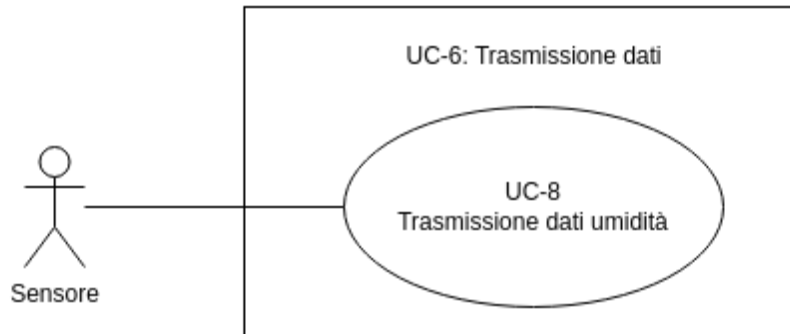 UC-6: Trasmissione dati
UC-8
Trasmissione dati umidità
Sensore